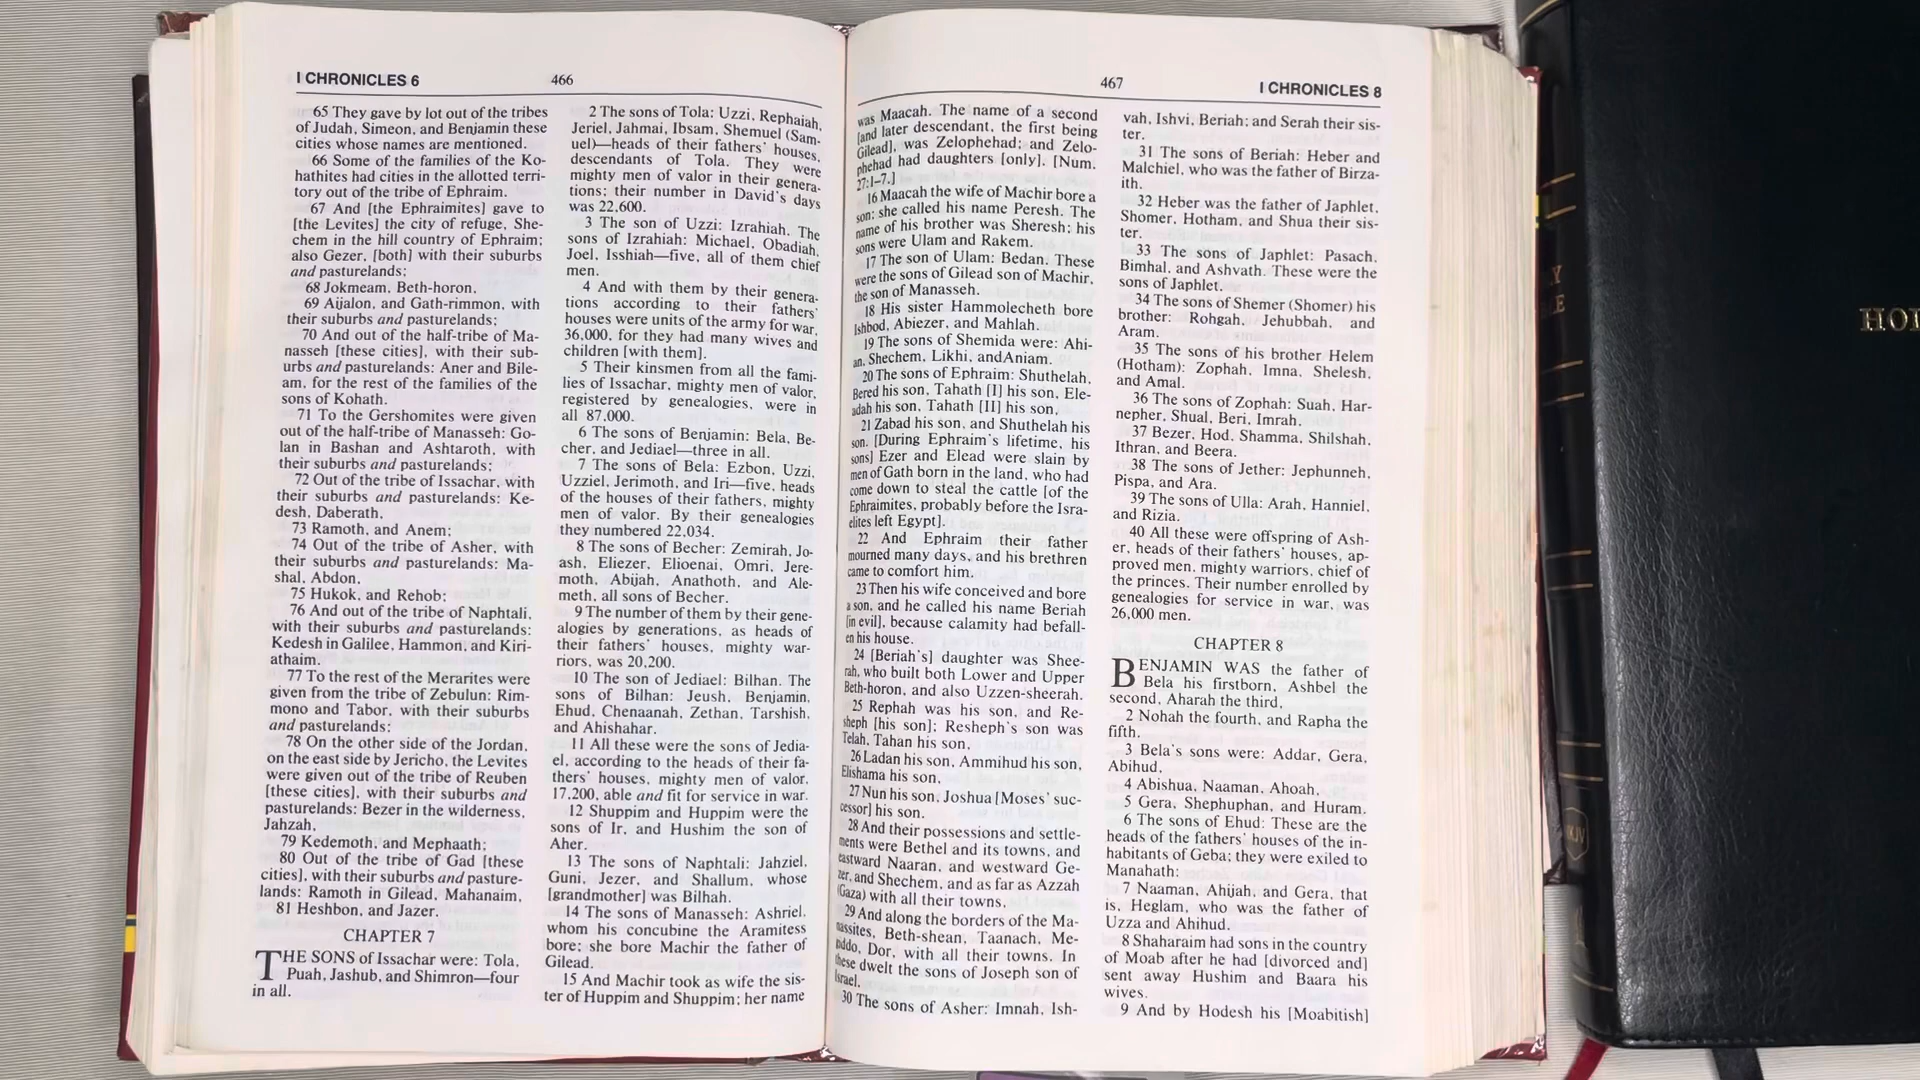 I CHRONICLES 6
466
65 They gave by lot out of the tribes
of Judah, Simeon, and Benjamin these
cities whose names are mentioned.
66 Some of the families of the Ko-
hathites had cities in the allotted terri-
tory out of the tribe of Ephraim.
67 And [the Ephraimites] gave to
[the Levites] the city of refuge, She-
chem in the hill country of Ephraim;
also Gezer, [both] with their suburbs
and pasturelands;
68 Jokmeam, Beth-horon,
69 Aijalon, and Gath-rimmon, with
their suburbs and pasturelands;
70 And out of the half-tribe of Ma-
nasseh [these cities], with their sub-
urbs and pasturelands: Aner and Bile-
am, for the rest of the families of the
sons of Kohath.
71 To the Gershomites were given
out of the half-tribe of Manasseh: Go-
lan in Bashan and Ashtaroth, with
their suburbs and pasturelands;
72 Out of the tribe of Issachar, with
their suburbs and pasturelands: Ke-
desh, Daberath,
73 Ramoth, and Anem;
74 Out of the tribe of Asher, with
their suburbs and pasturelands: Ma-
shal, Abdon,
75 Hukok, and Rehob;
76 And out of the tribe of Naphtali,
with their suburbs and pasturelands:
Kedesh in Galilee, Hammon, and Kiri-
athaim.
77 To the rest of the Merarites were
given from the tribe of Zebulun: Rim-
mono and Tabor, with their suburbs
and pasturelands;
78 On the other side of the Jordan,
on the east side by Jericho, the Levites
were given out of the tribe of Reuben
[these cities], with their suburbs and
pasturelands: Bezer in the wilderness,
Jahzah,
79 Kedemoth, and Mephaath;
80 Out of the tribe of Gad [these
cities], with their suburbs and pasture-
lands: Ramoth in Gilead, Mahanaim,
81 Heshbon, and Jazer.
CHAPTER 7
THE SONS of Issachar were: Tola,
Puah, Jashub, and Shimron—four
in all.
2 The sons of Tola: Uzzi, Rephaiah,
Jeriel, Jahmai, Ibsam, Shemuel (Sam-
uel)—heads of their fathers' houses,
descendants of Tola. They were
mighty men of valor in their genera-
tions; their number in David's days
was 22,600.
3 The son of Uzzi: Izrahiah. The
sons of Izrahiah: Michael, Obadiah,
Joel, Isshiah—five, all of them chief
men.
4 And with them by their genera-
tions according to their fathers'
houses were units of the army for war,
36,000, for they had many wives and
children [with them].
5 Their kinsmen from all the fami-
lies of Issachar, mighty men of valor,
registered by genealogies, were in
all 87,000.
6 The sons of Benjamin: Bela, Be-
cher, and Jediael—three in all.
7 The sons of Bela: Ezbon, Uzzi,
Uzziel, Jerimoth, and Iri—five, heads
of the houses of their fathers, mighty
men of valor. By their genealogies
they numbered 22,034.
8 The sons of Becher: Zemirah, Jo-
ash, Eliezer, Elioenai, Omri, Jere-
moth, Abijah, Anathoth, and Ale-
meth, all sons of Becher.
9 The number of them by their gene-
alogies by generations, as heads of
their fathers' houses, mighty war-
riors, was 20,200.
10 The son of Jediael: Bilhan. The
sons of Bilhan: Jeush, Benjamin,
Ehud, Chenaanah, Zethan, Tarshish,
and Ahishahar.
11 All these were the sons of Jedia-
el, according to the heads of their fa-
thers' houses, mighty men of valor,
17,200, able and fit for service in war.
12 Shuppim and Huppim were the
sons of Ir, and Hushim the son of
Aher.
13 The sons of Naphtali: Jahziel,
Guni, Jezer, and Shallum, whose
[grandmother] was Bilhah.
14 The sons of Manasseh: Ashriel,
whom his concubine the Aramitess
bore; she bore Machir the father of
Gilead.
15 And Machir took as wife the sis-
ter of Huppim and Shuppim; her name
467
I CHRONICLES 8
was Maacah. The name of a second
[and later descendant, the first being
Gilead], was Zelophehad; and Zelo-
phehad had daughters [only]. [Num.
27:1–7.]
16 Maacah the wife of Machir bore a
son; she called his name Peresh. The
name of his brother was Sheresh; his
sons were Ulam and Rakem.
17 The son of Ulam: Bedan. These
were the sons of Gilead son of Machir,
the son of Manasseh.
18 His sister Hammolecheth bore
Ishbod, Abiezer, and Mahlah.
19 The sons of Shemida were: Ahi-
an, Shechem, Likhi, andAniam.
20 The sons of Ephraim: Shuthelah,
Bered his son, Tahath [I] his son, Ele-
adah his son, Tahath [II] his son,
21 Zabad his son, and Shuthelah his
son. [During Ephraim's lifetime, his
sons] Ezer and Elead were slain by
men of Gath born in the land, who had
come down to steal the cattle [of the
Ephraimites, probably before the Isra-
elites left Egypt].
22 And Ephraim their father
mourned many days, and his brethren
came to comfort him.
23 Then his wife conceived and bore
a son, and he called his name Beriah
[in evil], because calamity had befall-
en his house.
24 [Beriah's] daughter was Shee-
rah, who built both Lower and Upper
Beth-horon, and also Uzzen-sheerah.
25 Rephah was his son, and Re-
sheph [his son]; Resheph's son was
Telah, Tahan his son,
26 Ladan his son, Ammihud his son,
Elishama his son,
27 Nun his son, Joshua [Moses' suc-
cessor] his son.
28 And their possessions and settle-
ments were Bethel and its towns, and
eastward Naaran, and westward Ge-
zer, and Shechem, and as far as Azzah
(Gaza) with all their towns,
29 And along the borders of the Ma-
nassites, Beth-shean, Taanach, Me-
giddo, Dor, with all their towns. In
these dwelt the sons of Joseph son of
Israel.
30 The sons of Asher: Imnah, Ish-
vah, Ishvi, Beriah; and Serah their sis-
ter.
31 The sons of Beriah: Heber and
Malchiel, who was the father of Birza-
ith.
32 Heber was the father of Japhlet,
Shomer, Hotham, and Shua their sis-
ter.
33 The sons of Japhlet: Pasach,
Bimhal, and Ashvath. These were the
sons of Japhlet.
34 The sons of Shemer (Shomer) his
brother: Rohgah, Jehubbah, and
Aram.
35 The sons of his brother Helem
(Hotham): Zophah, Imna, Shelesh,
and Amal.
36 The sons of Zophah: Suah, Har-
nepher, Shual, Beri, Imrah,
37 Bezer, Hod, Shamma, Shilshah,
Ithran, and Beera.
38 The sons of Jether: Jephunneh,
Pispa, and Ara.
39 The sons of Ulla: Arah, Hanniel,
and Rizia.
40 All these were offspring of Ash-
er, heads of their fathers' houses, ap-
proved men, mighty warriors, chief of
the princes. Their number enrolled by
genealogies for service in war, was
26,000 men.
CHAPTER 8
BENJAMIN WAS the father of
Bela his firstborn, Ashbel the
second, Aharah the third,
2 Nohah the fourth, and Rapha the
fifth.
3 Bela's sons were: Addar, Gera,
Abihud,
4 Abishua, Naaman, Ahoah,
5 Gera, Shephuphan, and Huram.
6 The sons of Ehud: These are the
heads of the fathers' houses of the in-
habitants of Geba; they were exiled to
Manahath:
7 Naaman, Ahijah, and Gera, that
is, Heglam, who was the father of
Uzza and Ahihud.
8 Shaharaim had sons in the country
of Moab after he had [divorced and]
sent away Hushim and Baara his
wives.
9 And by Hodesh his [Moabitish]
KJV